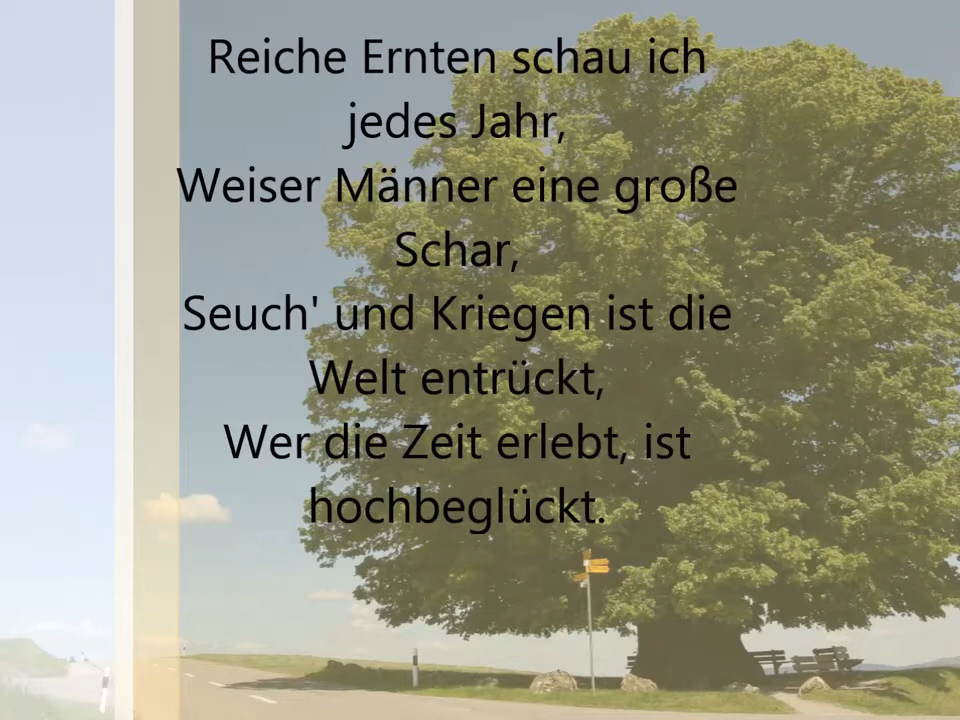 Reiche Ernten schau ich
jedes Jahr,
Weiser Männer eine große
Schar,
Seuch' und Kriegen ist die
Welt entrückt,
Wer die Zeit erlebt, ist
hochbeglückt.